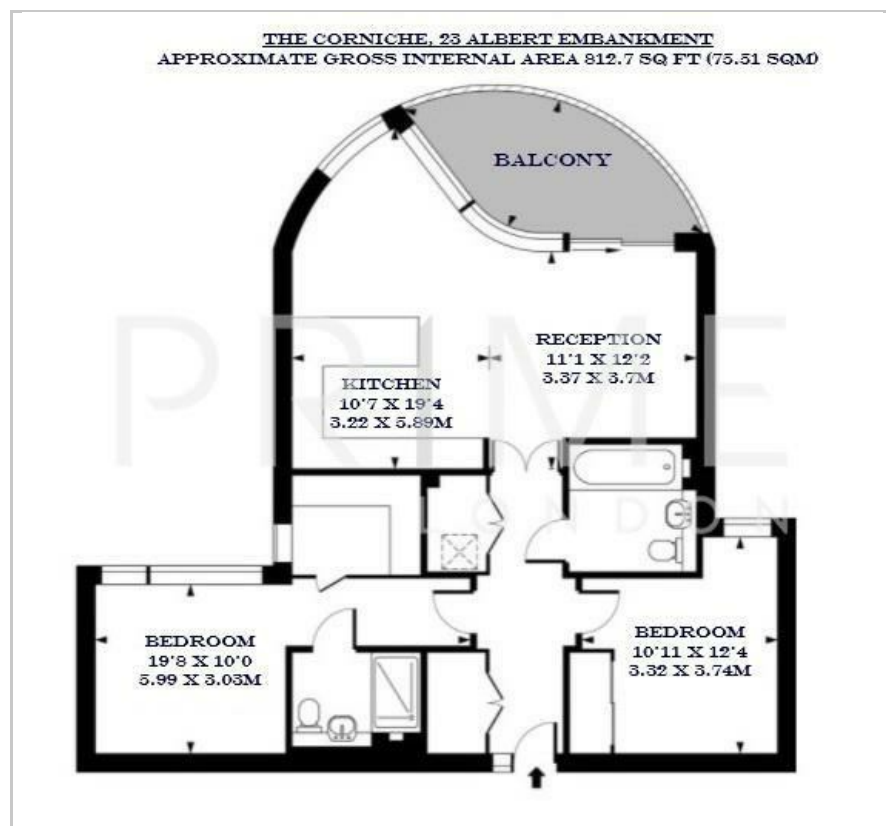 THE CORNICHE, 23 ALBERT EMBANKMENT
APPROXIMATE GROSS INTERNAL AREA 812.7 SQ FT (75.51 SQM)
BALCONY
RECEPTION
11'1 X 12'2
3.37 X 3.7M
KITCHEN
10'7 X 19'4
3.22 X 5.89M
PRIME
LONDON
BEDROOM
19'8 X 10'0
5.99 X 3.03M
BEDROOM
10'11 X 12'4
3.32 X 3.74M